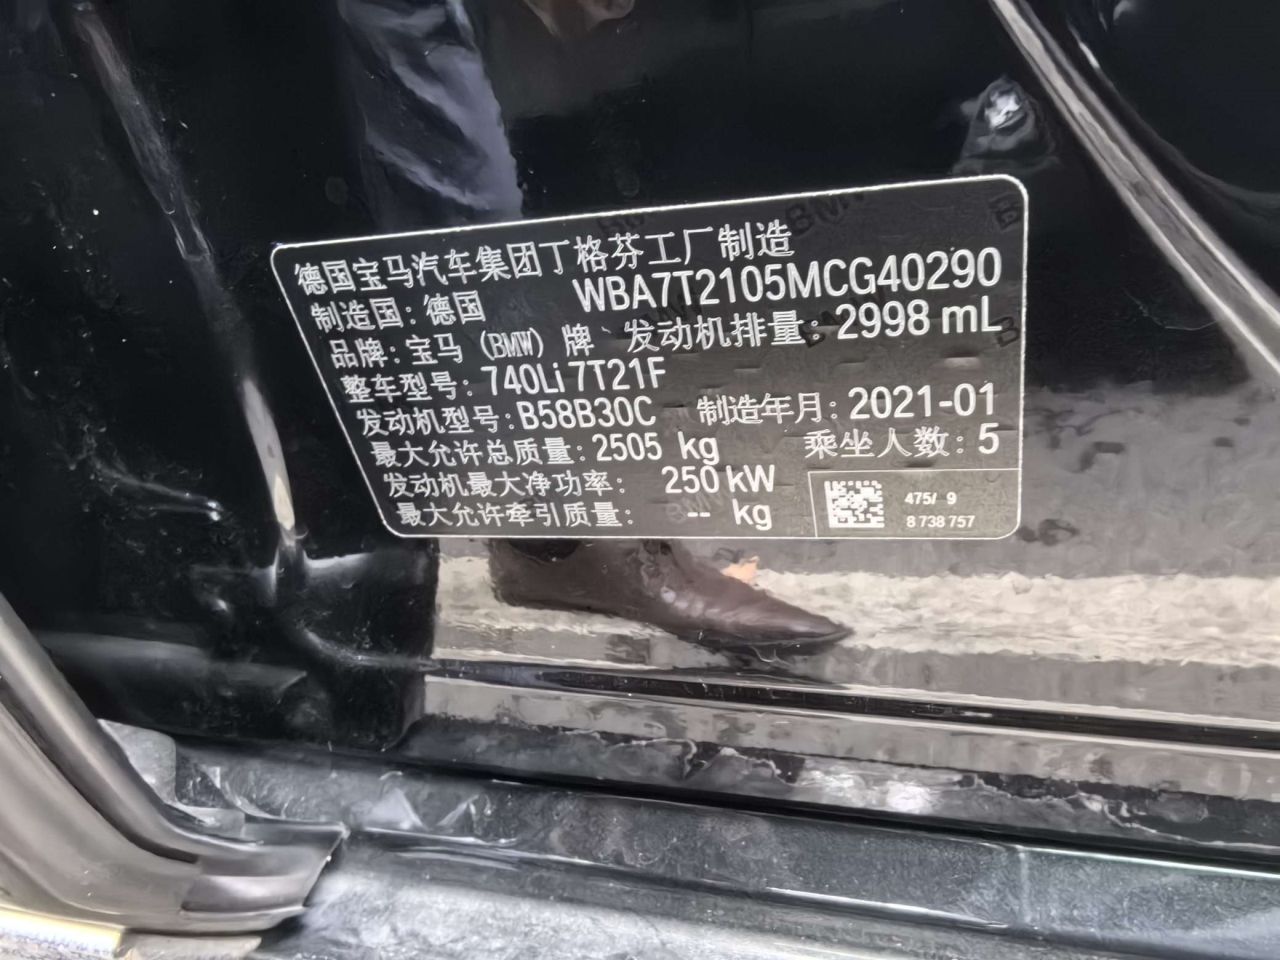 德国宝马汽车集团丁格芬工厂制造
制造国：德国 WBA7T2105MCG40290
品牌：宝马（BMW）牌 发动机排量：2998 mL
整车型号：740Li 7T21F
发动机型号：B58B30C 制造年月：2021-01
最大允许总质量：2505 kg 乘坐人数：5
发动机最大净功率： 250 kW
最大允许牵引质量： -- kg
475/ 9
8 738 757